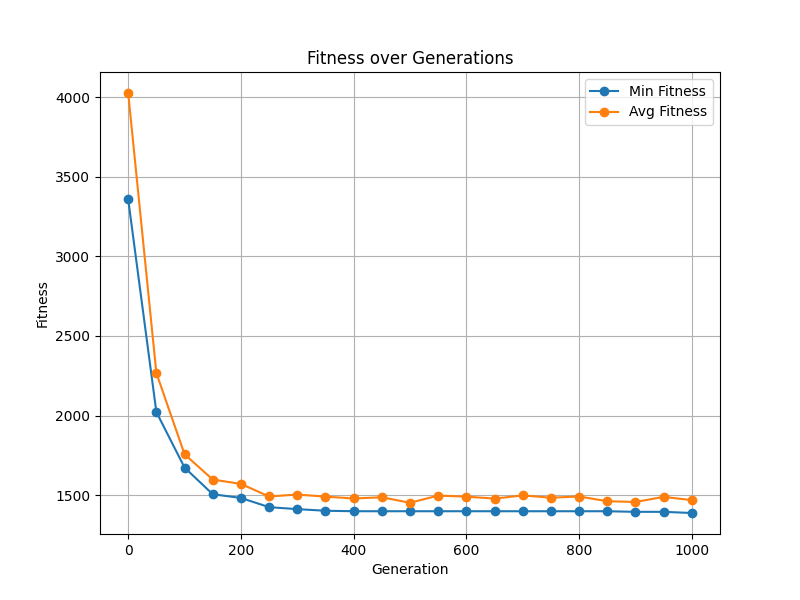 Fitness over Generations
Min Fitness
Avg Fitness
4000
3500
3000
2500
2000
1500
Fitness
0 200 400 600 800 1000
Generation